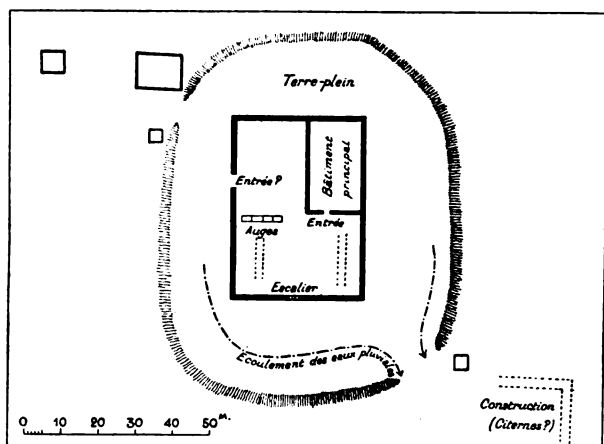 Terre-plein
Bâtiment
principal
Entrée?
Auges
Entrée
Escalier
Ecoulement des eaux pluviales
Construction
(Citernes?)
0 10 20 30 40 50 M.